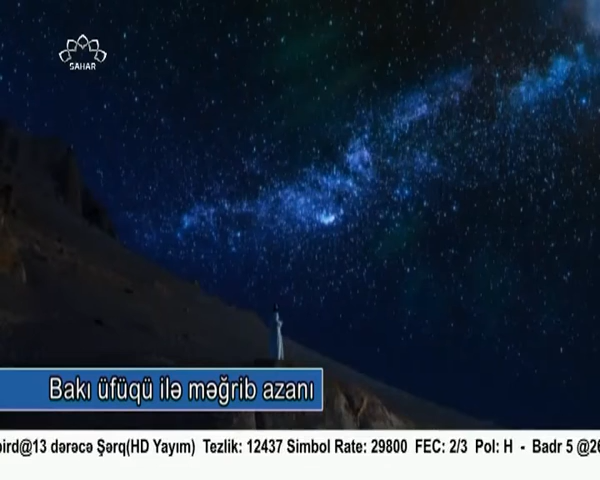 SAHAR
Bakı üfüqü ilə məğrib azanı
bird@13 dərəcə Şərq(HD Yayım) Tezlik: 12437 Simbol Rate: 29800 FEC: 2/3 Pol: H - Badr 5 @26